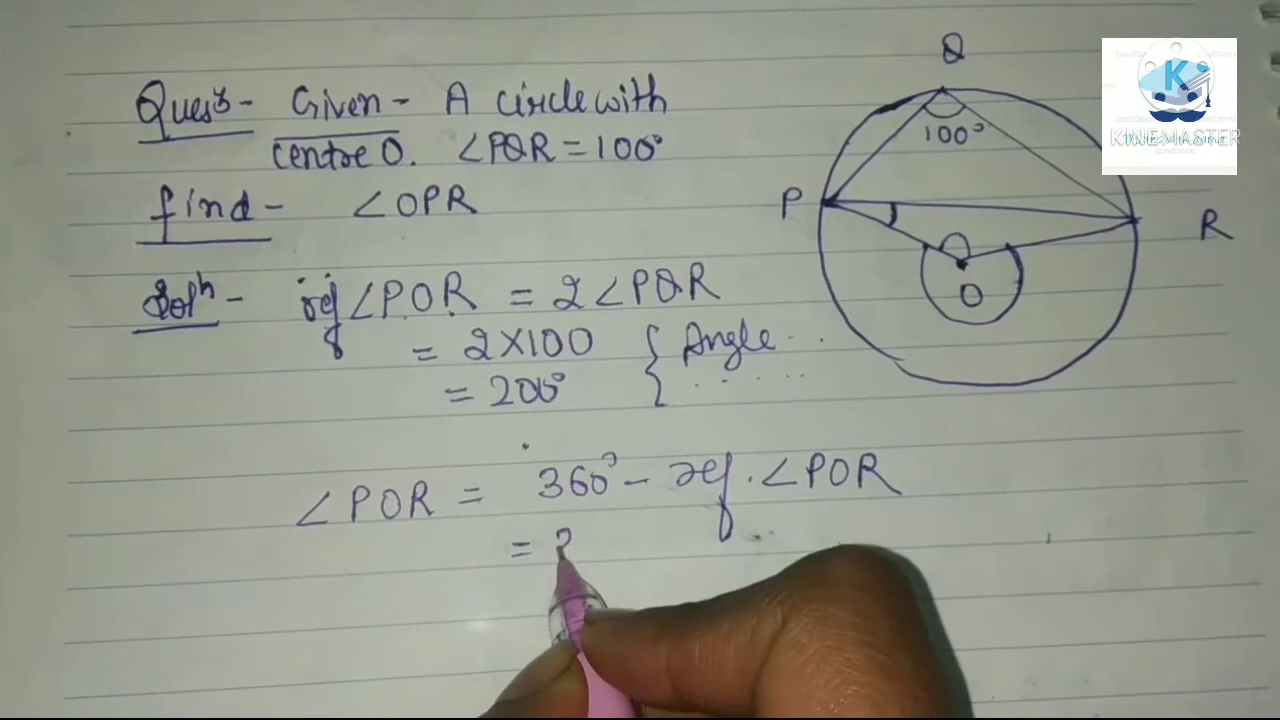 Ques 3- Given - A circle with
centre O. ∠PQR = 100°
find - ∠OPR
Solⁿ - ref ∠POR = 2∠PQR
= 2×100 { Angle....
= 200°
∠POR = 360° - ref. ∠POR
=
Q
100°
P
R
O
K
KINEMASTER